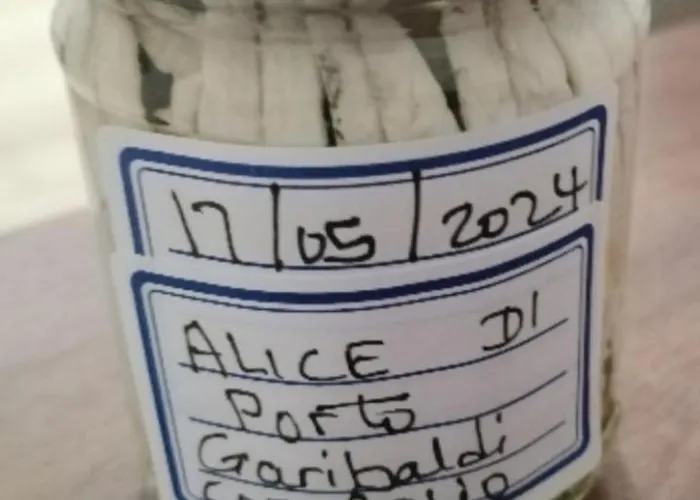 17/05/2024
ALICE DI
Porto
Garibaldi